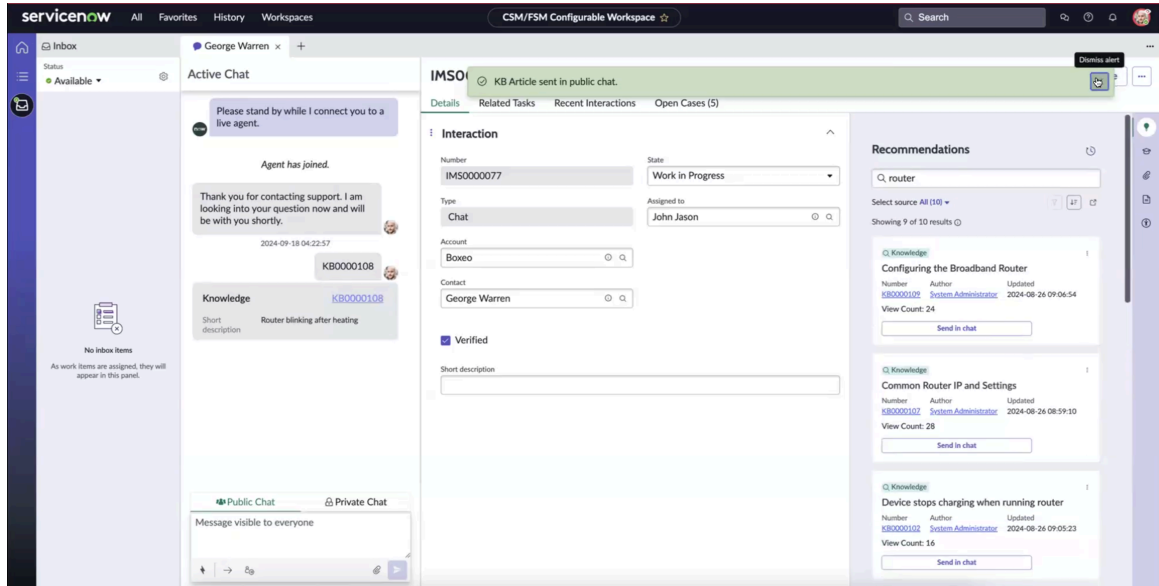 servicenow
All
Favorites
History
Workspaces
CSM/FSM Configurable Workspace
Search
Inbox
George Warren
Status
Available
Active Chat
Please stand by while I connect you to a
live agent.
now
Agent has joined.
Thank you for contacting support. I am
looking into your question now and will
be with you shortly.
2024-09-18 04:22:57
KB0000108
Knowledge
KB0000108
Short
description
Router blinking after heating
No inbox items
As work items are assigned, they will
appear in this panel.
Public Chat
Private Chat
Message visible to everyone
IMS0
KB Article sent in public chat.
Dismiss alert
Details
Related Tasks
Recent Interactions
Open Cases (5)
Interaction
Number
IMS0000077
State
Work in Progress
Type
Chat
Assigned to
John Jason
Account
Boxeo
Contact
George Warren
Verified
Short description
Recommendations
router
Select source All (10)
Showing 9 of 10 results
Knowledge
Configuring the Broadband Router
Number Author Updated
KB0000109 System Administrator 2024-08-26 09:06:54
View Count: 24
Send in chat
Knowledge
Common Router IP and Settings
Number Author Updated
KB0000107 System Administrator 2024-08-26 08:59:10
View Count: 28
Send in chat
Knowledge
Device stops charging when running router
Number Author Updated
KB0000102 System Administrator 2024-08-26 09:05:23
View Count: 16
Send in chat